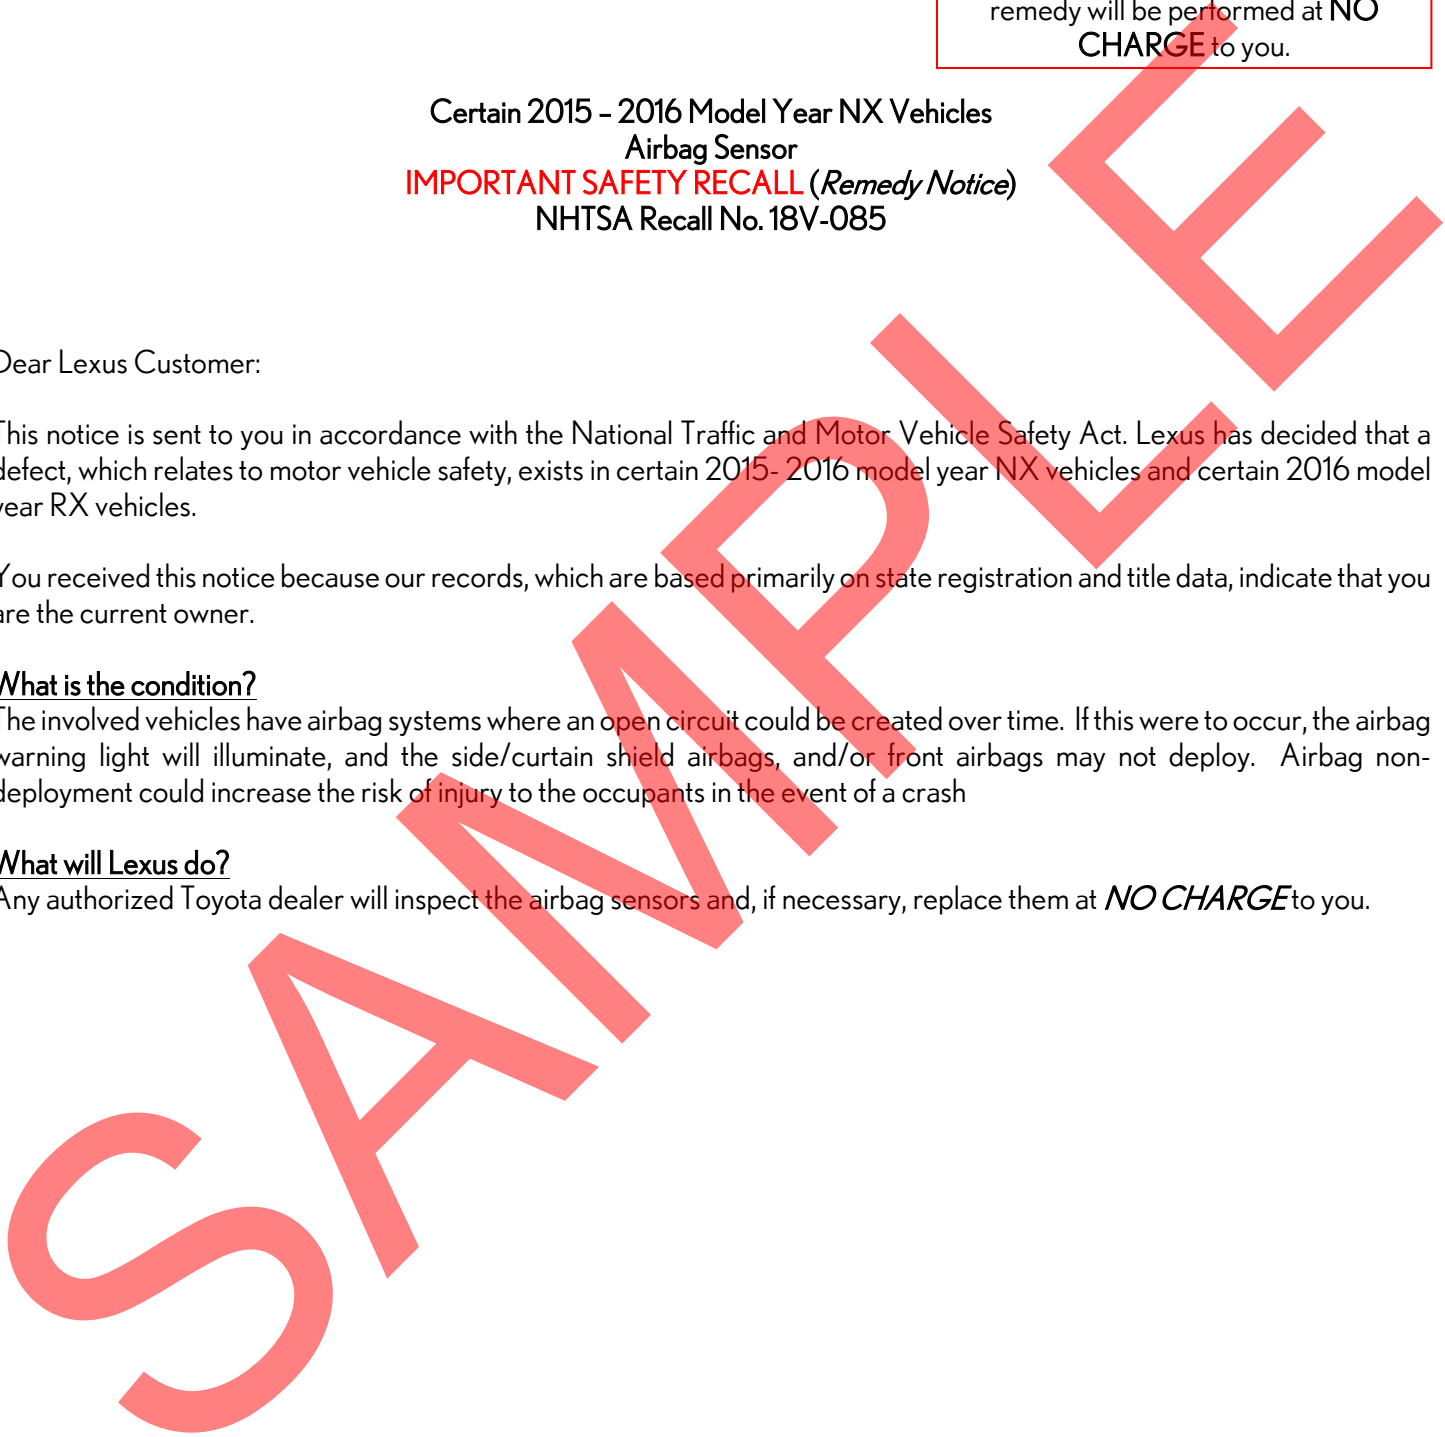 remedy will be performed at NO
CHARGE to you.
Certain 2015 – 2016 Model Year NX Vehicles
Airbag Sensor
IMPORTANT SAFETY RECALL (Remedy Notice)
NHTSA Recall No. 18V-085
Dear Lexus Customer:
This notice is sent to you in accordance with the National Traffic and Motor Vehicle Safety Act. Lexus has decided that a
defect, which relates to motor vehicle safety, exists in certain 2015- 2016 model year NX vehicles and certain 2016 model
year RX vehicles.
You received this notice because our records, which are based primarily on state registration and title data, indicate that you
are the current owner.
What is the condition?
The involved vehicles have airbag systems where an open circuit could be created over time. If this were to occur, the airbag
warning light will illuminate, and the side/curtain shield airbags, and/or front airbags may not deploy. Airbag non-
deployment could increase the risk of injury to the occupants in the event of a crash
What will Lexus do?
Any authorized Toyota dealer will inspect the airbag sensors and, if necessary, replace them at NO CHARGE to you.
SAMPLE